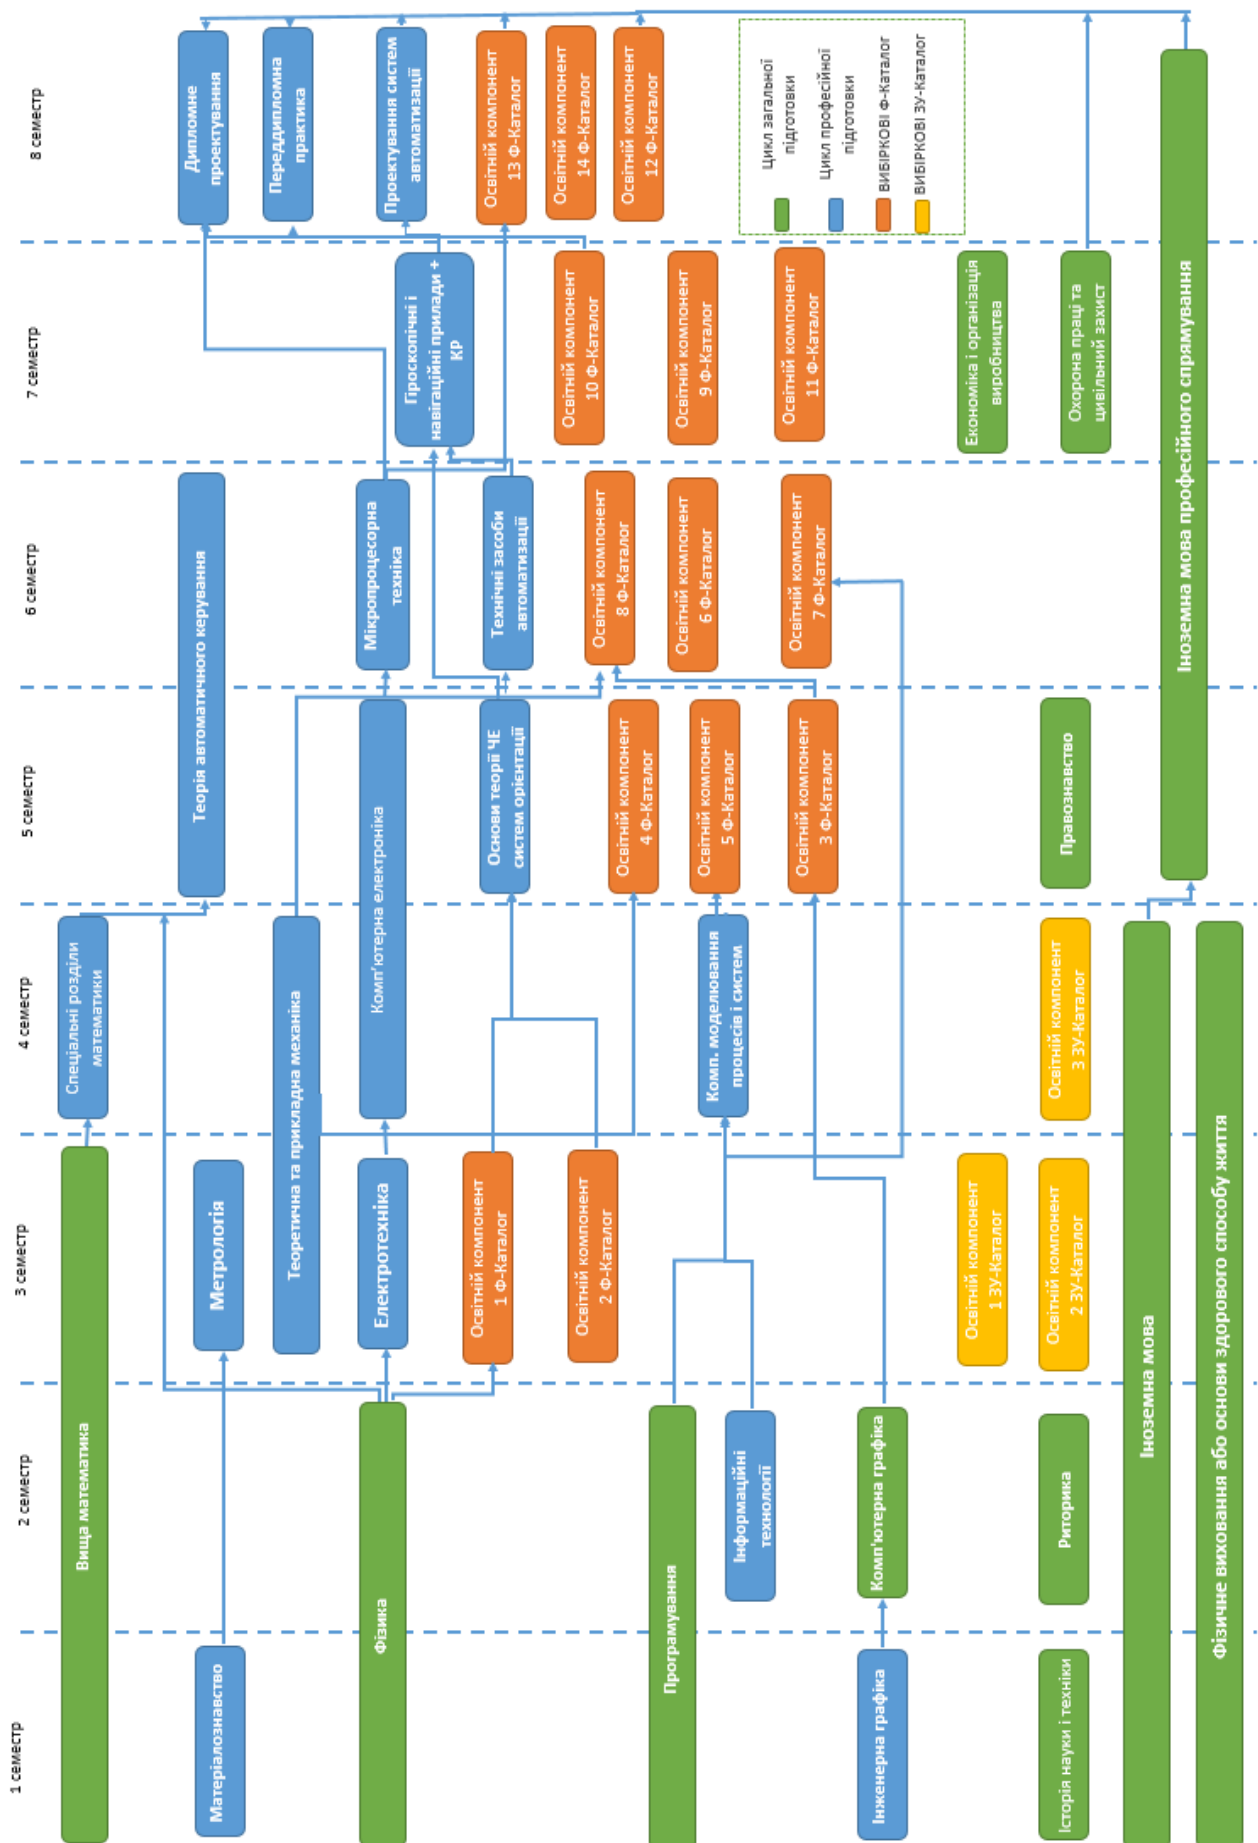 1 семестр
2 семестр
3 семестр
4 семестр
5 семестр
6 семестр
7 семестр
8 семестр
Вища математика
Спеціальні розділи
математики
Матеріалознавство
Метрологія
Теорія автоматичного керування
Дипломне
проектування
Теоретична та прикладна механіка
Переддипломна
практика
Фізика
Електротехніка
Комп'ютерна електроніка
Мікропроцесорна
техніка
Гіроскопічні і
навігаційні прилади +
КР
Проектування систем
автоматизації
Освітній компонент
1 Ф-Каталог
Основи теорії ЧЕ
систем орієнтації
Технічні засоби
автоматизації
Освітній компонент
13 Ф-Каталог
Освітній компонент
2 Ф-Каталог
Освітній компонент
4 Ф-Каталог
Освітній компонент
8 Ф-Каталог
Освітній компонент
10 Ф-Каталог
Освітній компонент
14 Ф-Каталог
Програмування
Інформаційні
технології
Комп. моделювання
процесів і систем
Освітній компонент
5 Ф-Каталог
Освітній компонент
6 Ф-Каталог
Освітній компонент
9 Ф-Каталог
Освітній компонент
12 Ф-Каталог
Інженерна графіка
Комп'ютерна графіка
Освітній компонент
3 Ф-Каталог
Освітній компонент
7 Ф-Каталог
Освітній компонент
11 Ф-Каталог
Цикл загальної
підготовки
Цикл професійної
підготовки
ВИБІРКОВІ Ф-Каталог
ВИБІРКОВІ ЗУ-Каталог
Освітній компонент
1 ЗУ-Каталог
Економіка і організація
виробництва
Історія науки і техніки
Риторика
Освітній компонент
2 ЗУ-Каталог
Освітній компонент
3 ЗУ-Каталог
Правознавство
Охорона праці та
цивільний захист
Іноземна мова
Іноземна мова професійного спрямування
Фізичне виховання або основи здорового способу життя